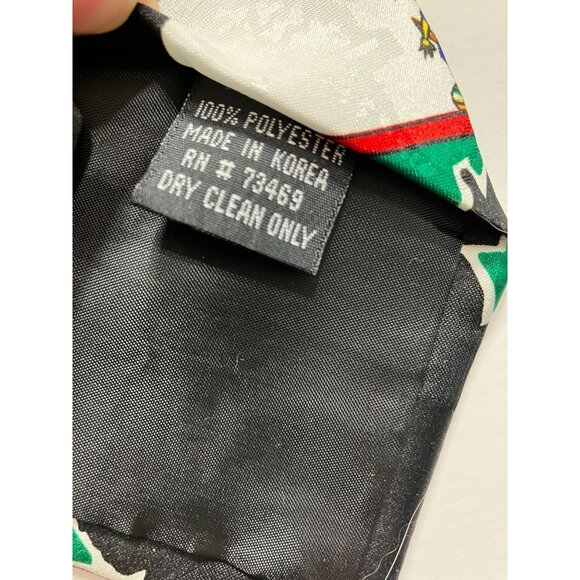 100% POLYESTER
MADE IN KOREA
RN # 73469
DRY CLEAN ONLY